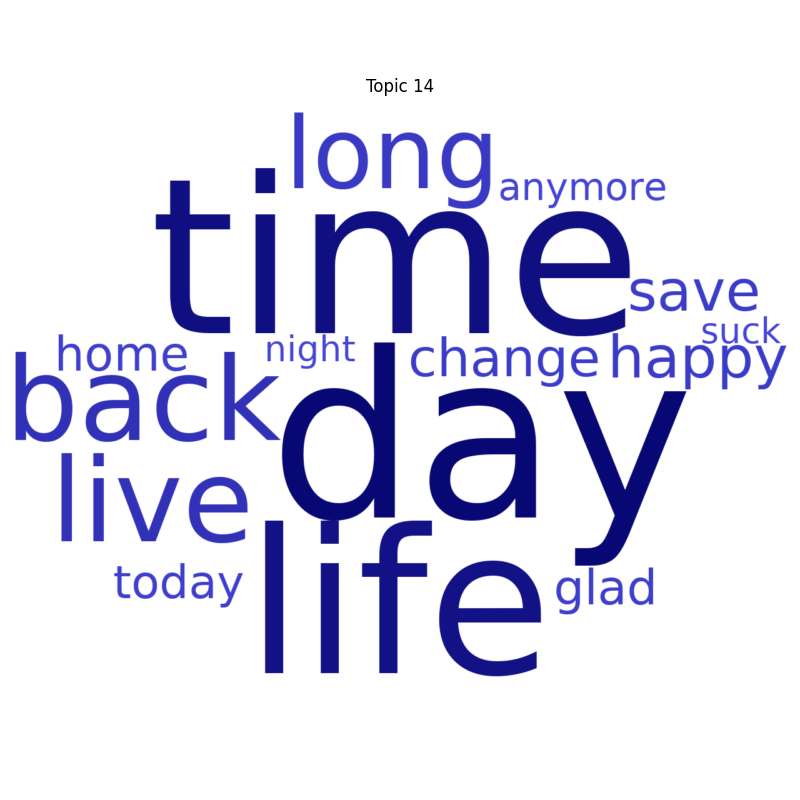 Topic 14
long
anymore
time
save
suck
home
night
change
happy
back
day
live
life
today
glad